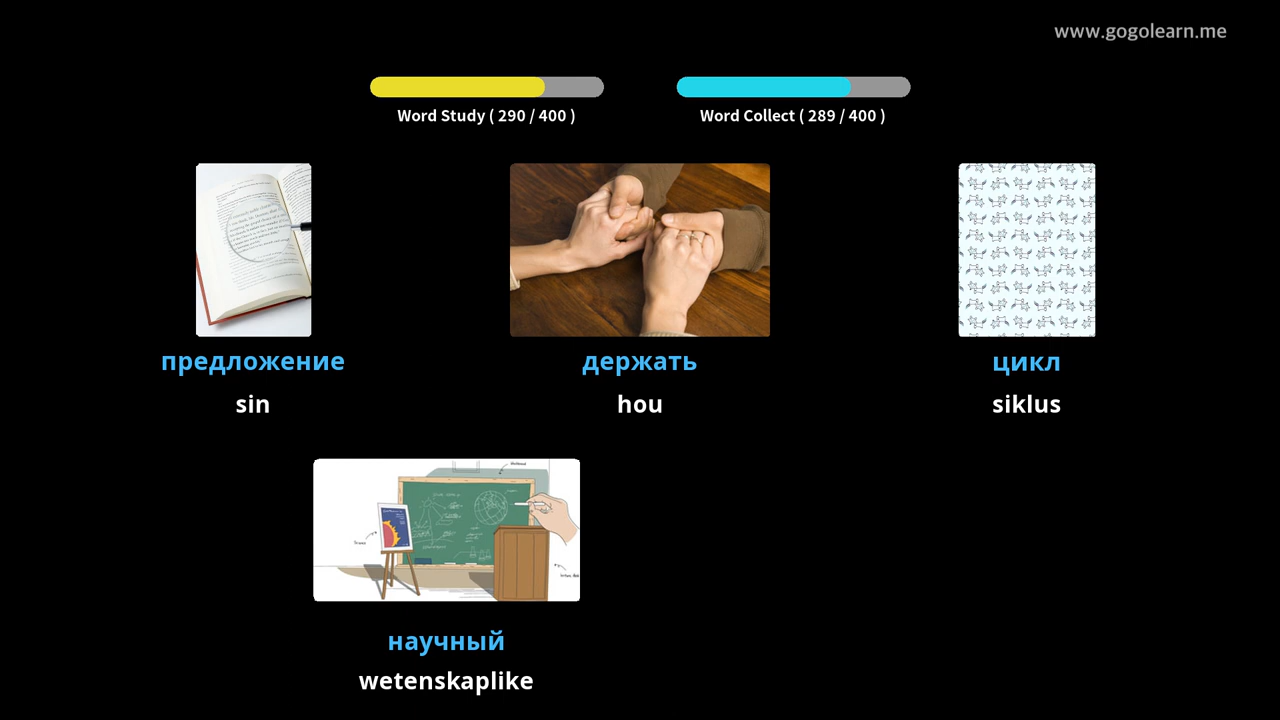 www.gogolearn.me
Word Study ( 290 / 400 )
Word Collect ( 289 / 400 )
предложение
держать
цикл
sin
hou
siklus
научный
wetenskaplike